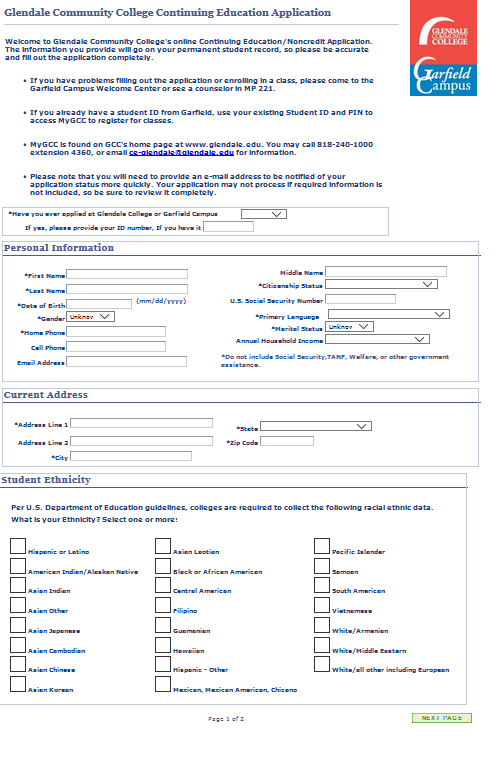 Glendale Community College Continuing Education Application
GLENDALE
COMMUNITY
COLLEGE
Garfield
Campus
Welcome to Glendale Community College's online Continuing Education/Noncredit Application.
The information you provide will go on your permanent student record, so please be accurate
and fill out the application completely.
• If you have problems filling out the application or enrolling in a class, please come to the
Garfield Campus Welcome Center or see a counselor in MP 221.
• If you already have a student ID from Garfield, use your existing Student ID and PIN to
access MyGCC to register for classes.
• MyGCC is found on GCC's home page at www.glendale.edu. You may call 818-240-1000
extension 4360, or email ce-glendale@glendale.edu for information.
• Please note that you will need to provide an e-mail address to be notified of your
application status more quickly. Your application may not process if required information is
not included, so be sure to review it completely.
*Have you ever applied at Glendale College or Garfield Campus
If yes, please provide your ID number, If you have it
Personal Information
*First Name
Middle Name
*Last Name
*Citizenship Status
*Date of Birth (mm/dd/yyyy)
U.S. Social Security Number
*Gender Unknov
*Primary Language
*Home Phone
*Marital Status Unknov
Cell Phone
Annual Household Income
Email Address
*Do not include Social Security,TANF, Welfare, or other government
assistance.
Current Address
*Address Line 1
*State
Address Line 2
*Zip Code
*City
Student Ethnicity
Per U.S. Department of Education guidelines, colleges are required to collect the following racial ethnic data.
What is your Ethnicity? Select one or more:
Hispanic or Latino
Asian Laotian
Pacific Islander
American Indian/Alaskan Native
Black or African American
Samoan
Asian Indian
Central American
South American
Asian Other
Filipino
Vietnamese
Asian Japanese
Guamanian
White/Armenian
Asian Cambodian
Hawaiian
White/Middle Eastern
Asian Chinese
Hispanic - Other
White/all other including European
Asian Korean
Mexican, Mexican American, Chicano
Page 1 of 2
NEXT PAGE